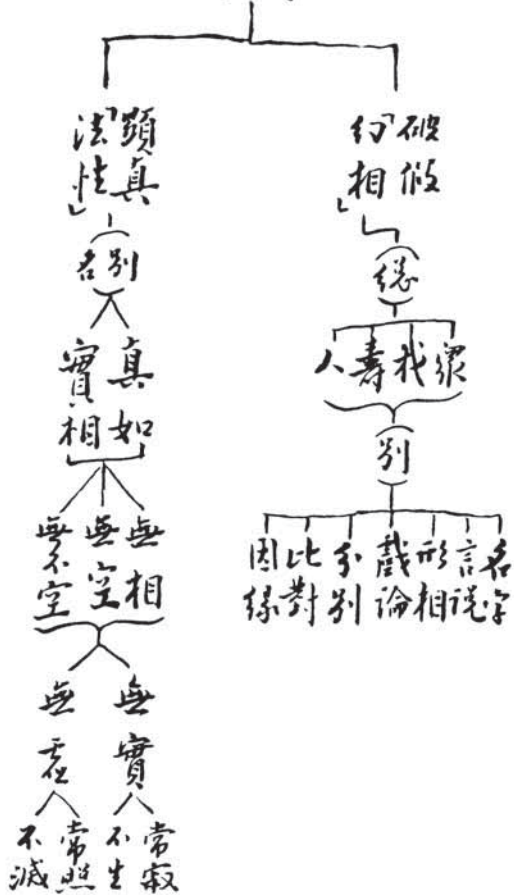 破假「幻相」
（總）
眾
我
壽
人
（別）
名字
言說
形相
戲論
分別
比對
因緣
顯真「法性」
（別名）
真如
實相
無相
無空
無不空
無實
常寂
不生
無虛
常照
不滅